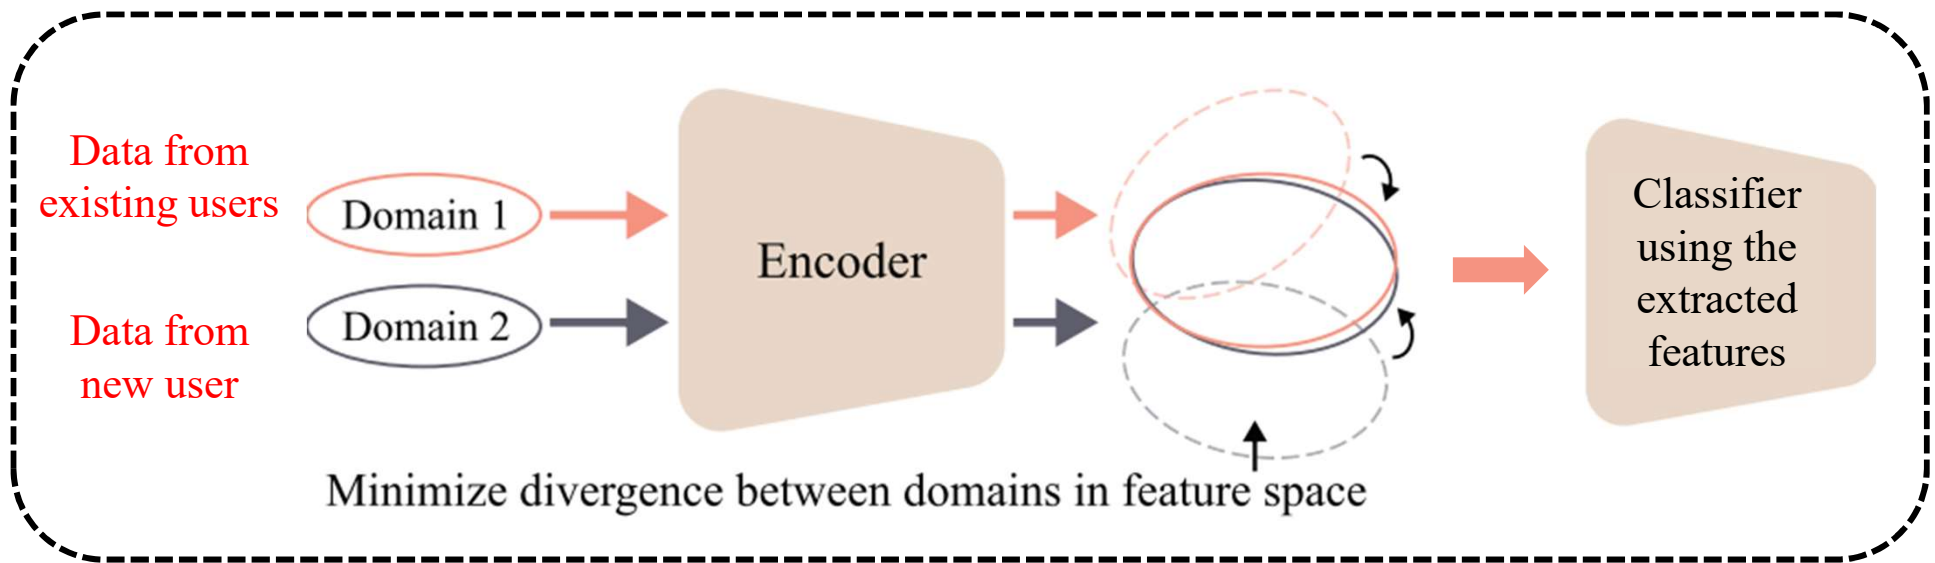 Data from
existing users
Domain 1
Data from
new user
Domain 2
Encoder
Minimize divergence between domains in feature space
Classifier
using the
extracted
features